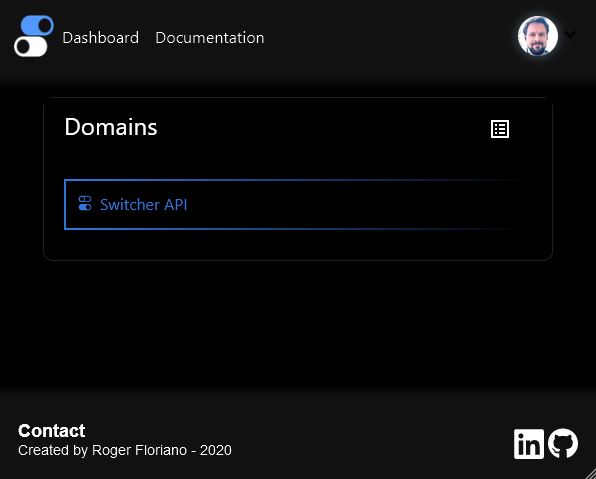 Dashboard Documentation
Domains
Switcher API
Contact
Created by Roger Floriano - 2020